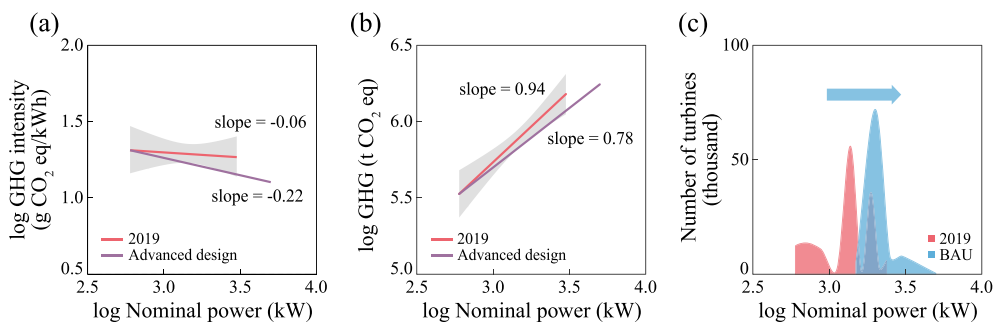 (a)
log GHG intensity
(g CO2 eq/kWh)
2.0
1.5
1.0
0.5
slope = -0.06
slope = -0.22
2019
Advanced design
2.5
3.0
3.5
4.0
log Nominal power (kW)
(b)
log GHG (t CO2 eq)
6.5
6.0
5.5
5.0
slope = 0.94
slope = 0.78
2019
Advanced design
2.5
3.0
3.5
4.0
log Nominal power (kW)
(c)
Number of turbines
(thousand)
100
50
0
2019
BAU
2.5
3.0
3.5
4.0
log Nominal power (kW)